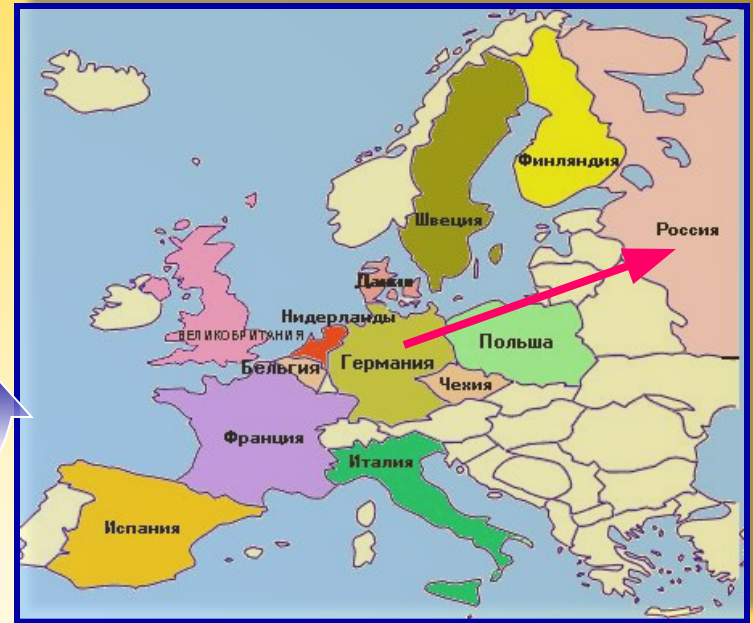 Финляндия
Швеция
Россия
Дания
Нидерланды
ВЕЛИКОБРИТАНИЯ
Польша
Бельгия
Германия
Чехия
Франция
Италия
Испания